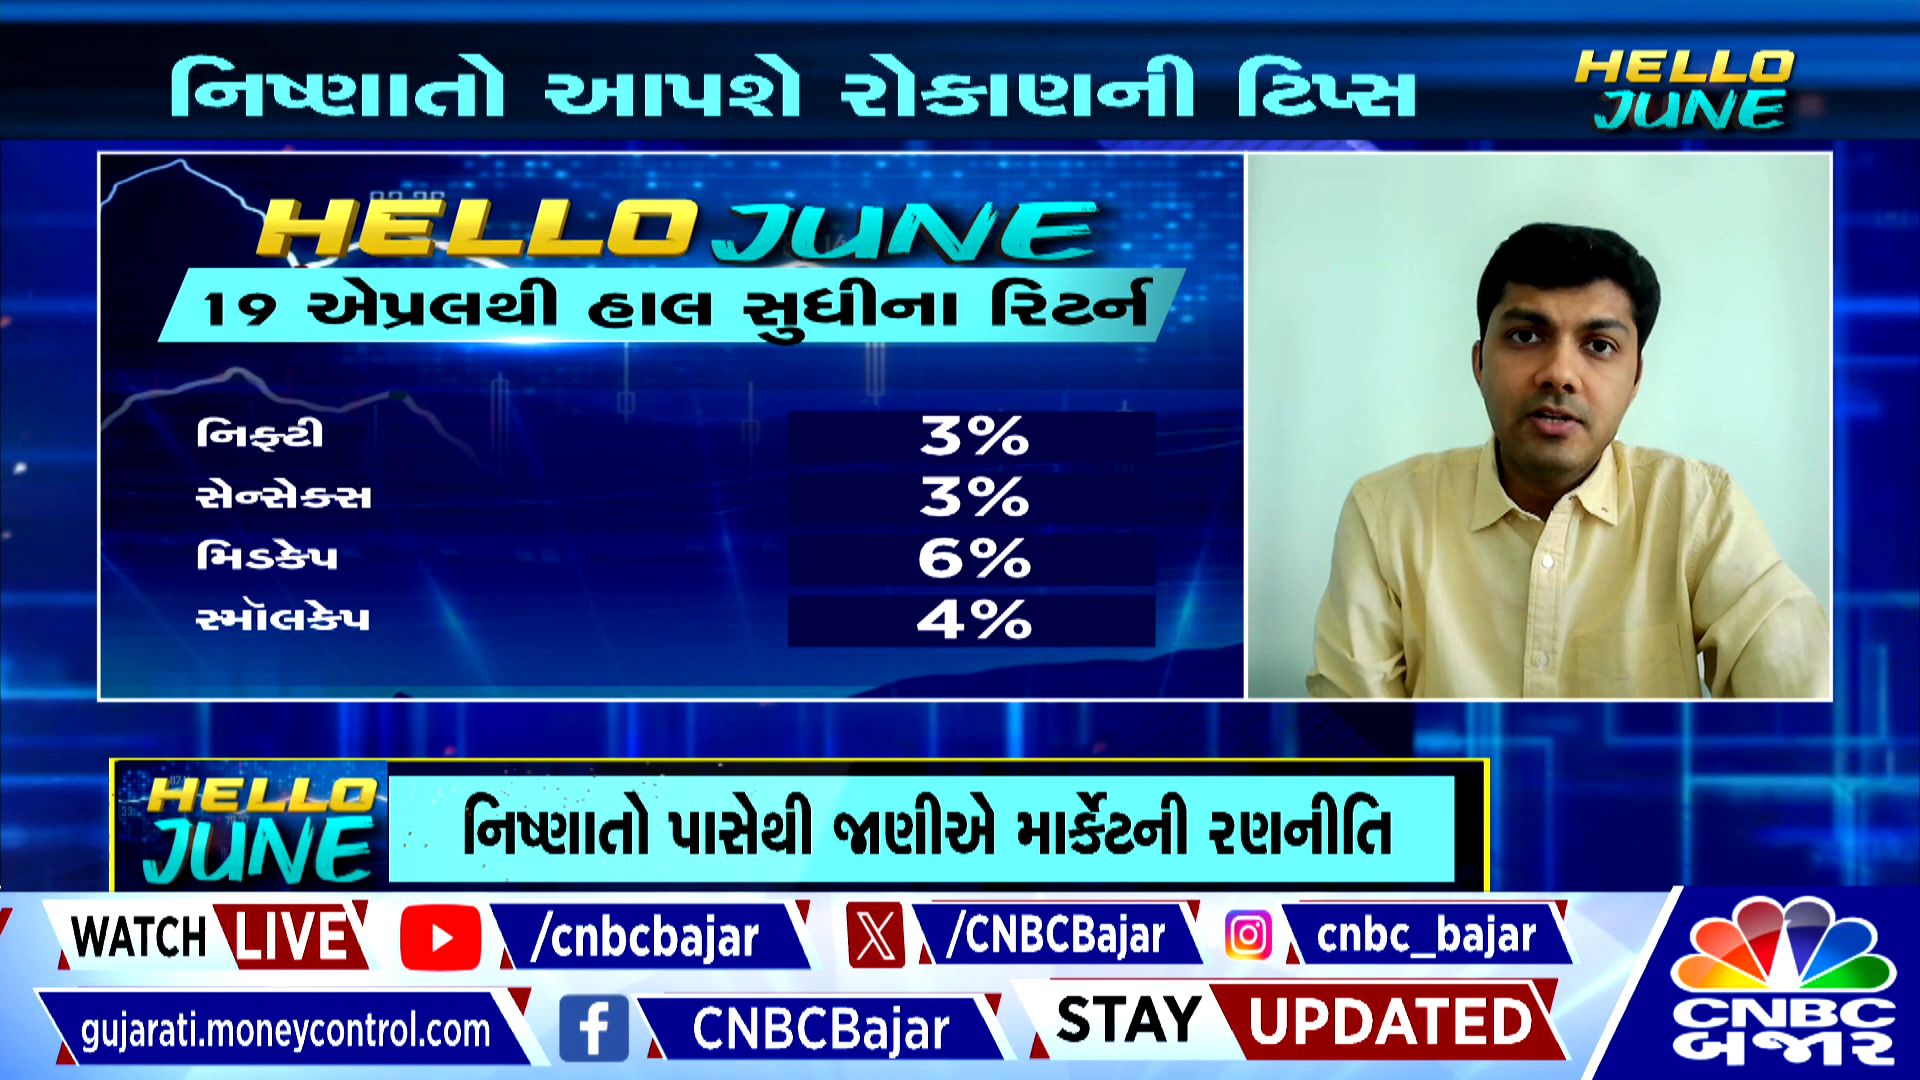 નિષ્ણાતો આપશે રોકાણની ટિપ્સ
HELLO
JUNE
HELLO JUNE
19 એપ્રલથી હાલ સુધીના રિટર્ન
નિફ્ટી 3%
સેન્સેક્સ 3%
મિડકેપ 6%
સ્મૉલકેપ 4%
HELLO
JUNE
નિષ્ણાતો પાસેથી જાણીએ માર્કેટની રણનીતિ
WATCH LIVE /cnbcbajar /CNBCBajar cnbc_bajar
gujarati.moneycontrol.com CNBCBajar STAY UPDATED
CNBC
બજાર